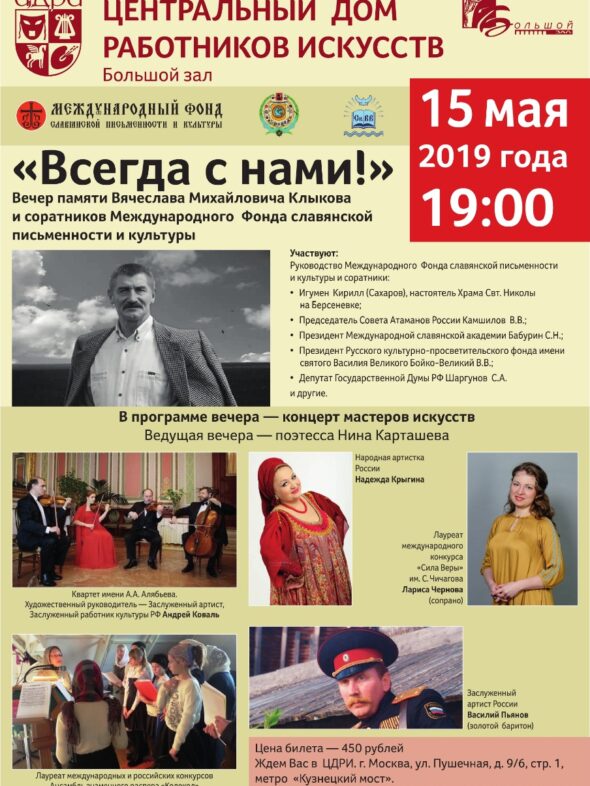 ЦДРИ
ЦЕНТРАЛЬНЫЙ ДОМ
РАБОТНИКОВ ИСКУССТВ
Большой зал
БОЛЬШОЙ
ЗАЛ
МЕЖДУНАРОДНЫЙ ФОНД
СЛАВЯНСКОЙ ПИСЬМЕННОСТИ И КУЛЬТУРЫ
15 мая
2019 года
19:00
«Всегда с нами!»
Вечер памяти Вячеслава Михайловича Клыкова
и соратников Международного Фонда славянской
письменности и культуры
Участвуют:
Руководство Международного Фонда славянской письменности
и культуры и соратники:
• Игумен Кирилл (Сахаров), настоятель Храма Свт. Николы
на Берсеневке;
• Председатель Совета Атаманов России Камшилов В.В.;
• Президент Международной славянской академии Бабурин С.Н.;
• Президент Русского культурно-просветительского фонда имени
святого Василия Великого Бойко-Великий В.В.;
• Депутат Государственной Думы РФ Шаргунов С.А.
и другие.
В программе вечера — концерт мастеров искусств
Ведущая вечера — поэтесса Нина Карташева
Народная артистка
России
Надежда Крыгина
Лауреат
международного
конкурса
«Сила Веры»
им. С.Чичагова
Лариса Чернова
(сопрано)
Квартет имени А.А. Алябьева.
Художественный руководитель — Заслуженный артист,
Заслуженный работник культуры РФ Андрей Коваль
Заслуженный
артист России
Василий Пьянов
(золотой баритон)
Цена билета — 450 рублей
Ждем Вас в ЦДРИ. г. Москва, ул. Пушечная, д. 9/6, стр. 1,
метро «Кузнецкий мост».
Лауреат международных и российских конкурсов
Ансамбль знаменного распева «Колокол»